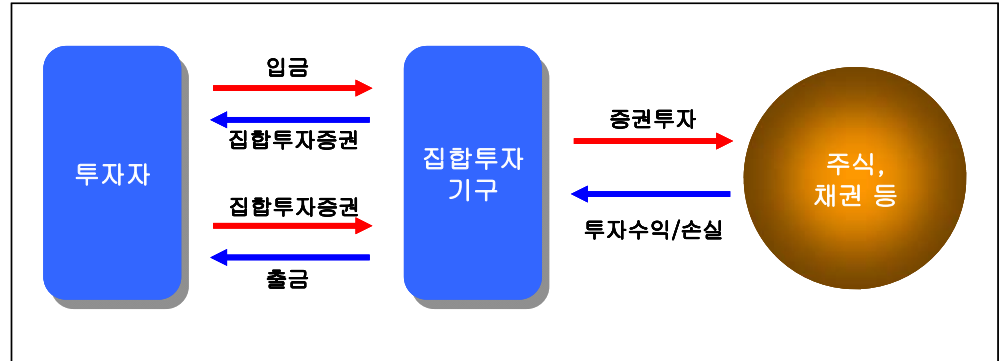 투자자
입금
집합투자증권
집합투자증권
출금
집합투자
기구
증권투자
투자수익/손실
주식,
채권 등